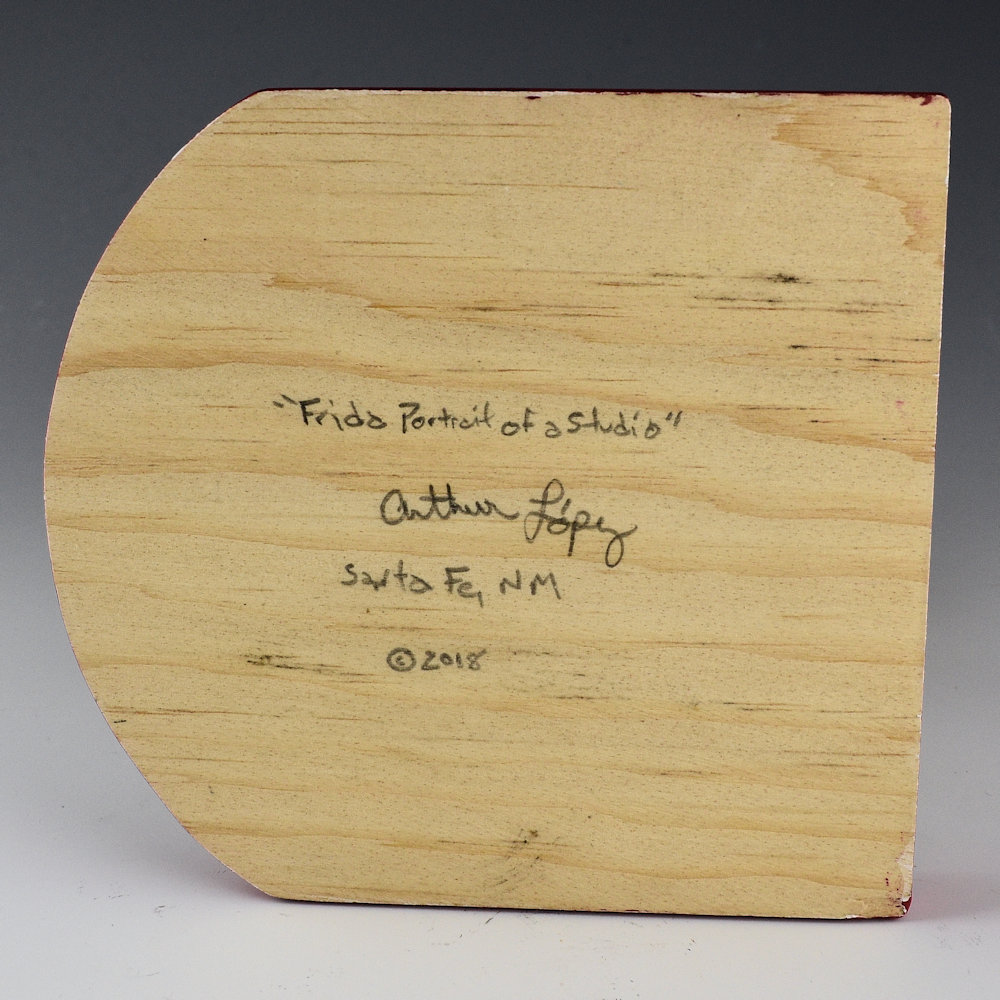 "Frida Portrait of a Studio"
Arthur López
Santa Fe, NM
©2018